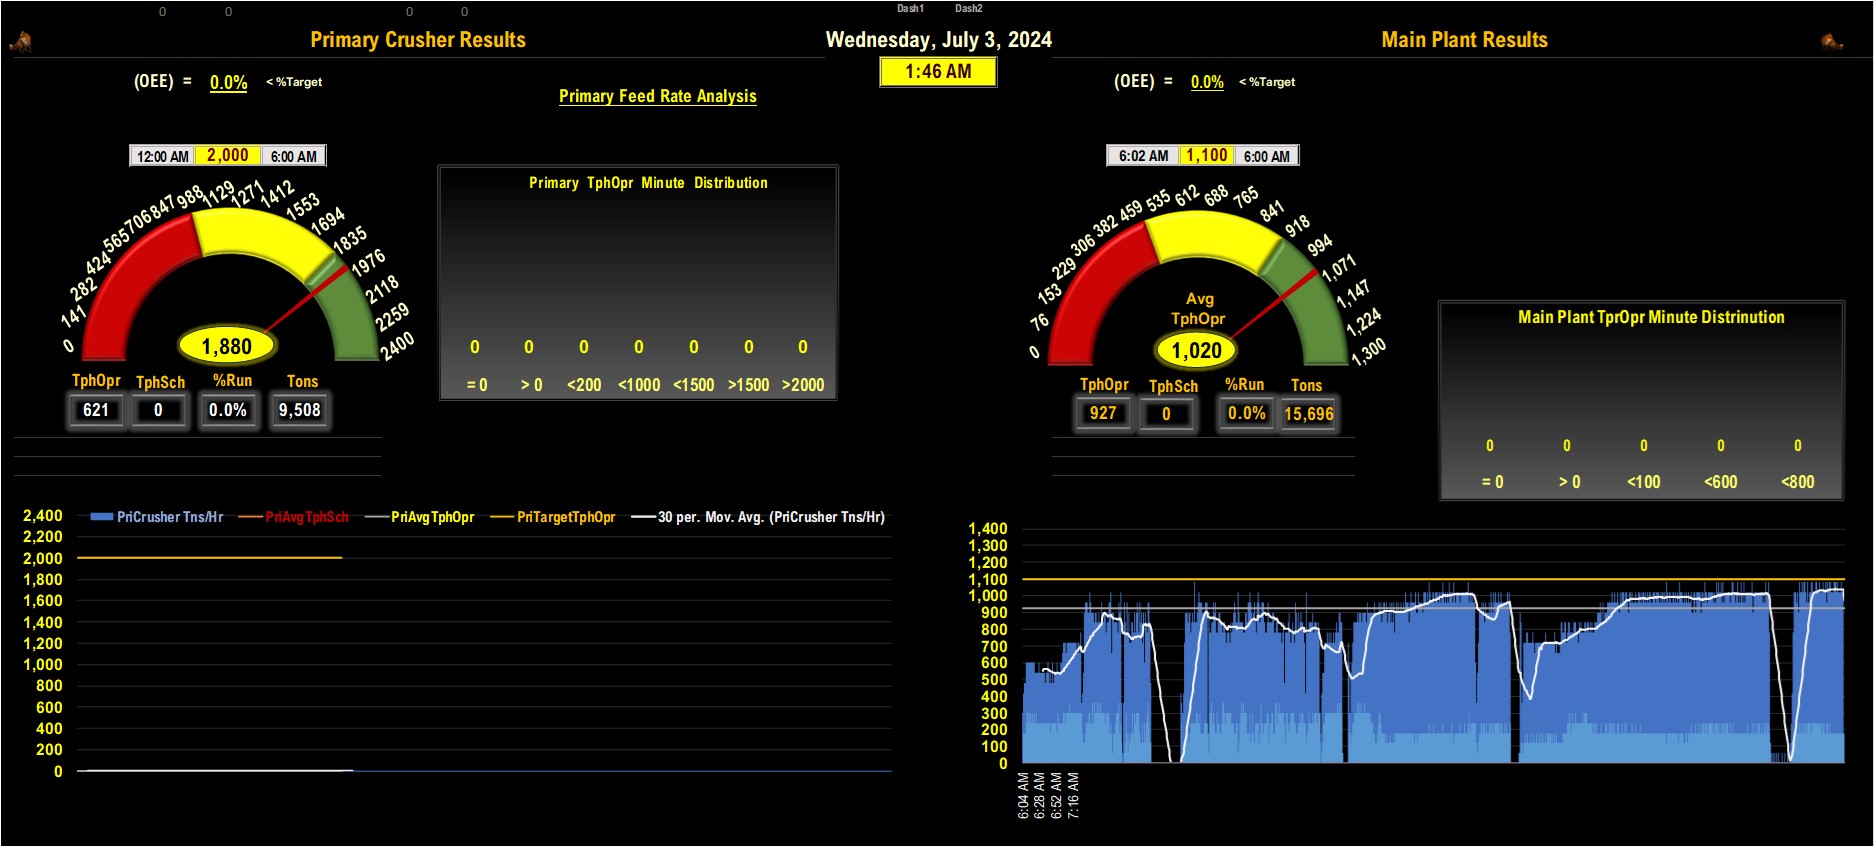 0 0 0 0 Dash1 Dash2
Primary Crusher Results Wednesday, July 3, 2024 Main Plant Results
1:46 AM
(OEE) = 0.0% < %Target
Primary Feed Rate Analysis
(OEE) = 0.0% < %Target
12:00 AM 2,000 6:00 AM
0 141 282 424 565 706 847 988 1129 1271 1412 1553 1694 1835 1976 2118 2259 2400
1,880
TphOpr TphSch %Run Tons
621 0 0.0% 9,508
Primary TphOpr Minute Distribution
0 0 0 0 0 0 0
= 0 > 0 <200 <1000 <1500 >1500 >2000
6:02 AM 1,100 6:00 AM
0 76 153 229 306 382 459 535 612 688 765 841 918 994 1,071 1,147 1,224 1,300
Avg
TphOpr
1,020
TphOpr TphSch %Run Tons
927 0 0.0% 15,696
Main Plant TprOpr Minute Distrinution
0 0 0 0 0
= 0 > 0 <100 <600 <800
PriCrusher Tns/Hr PriAvgTphSch PriAvgTphOpr PriTargetTphOpr 30 per. Mov. Avg. (PriCrusher Tns/Hr)
2,400
2,200
2,000
1,800
1,600
1,400
1,200
1,000
800
600
400
200
0
1,400
1,300
1,200
1,100
1,000
900
800
700
600
500
400
300
200
100
0
6:04 AM
6:28 AM
6:52 AM
7:16 AM